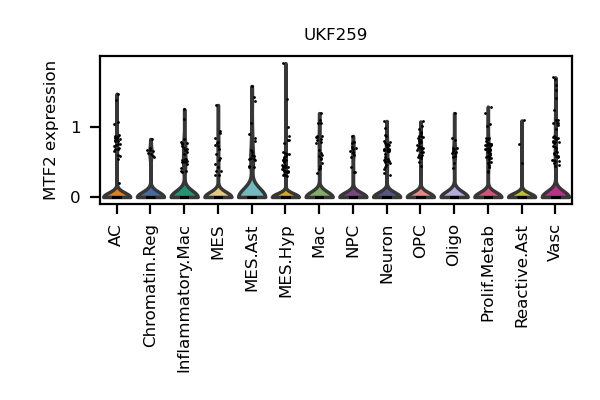 UKF259
MTF2 expression
1
0
AC
Chromatin.Reg
Inflammatory.Mac
MES
MES.Ast
MES.Hyp
Mac
NPC
Neuron
OPC
Oligo
Prolif.Metab
Reactive.Ast
Vasc